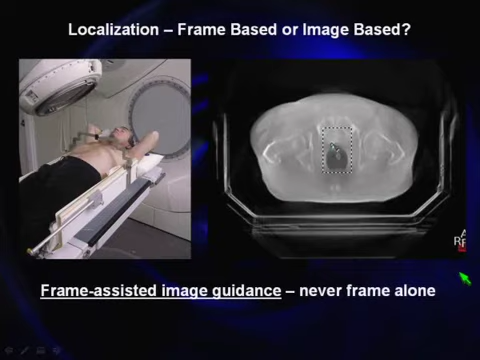 Localization – Frame Based or Image Based?
Frame-assisted image guidance – never frame alone